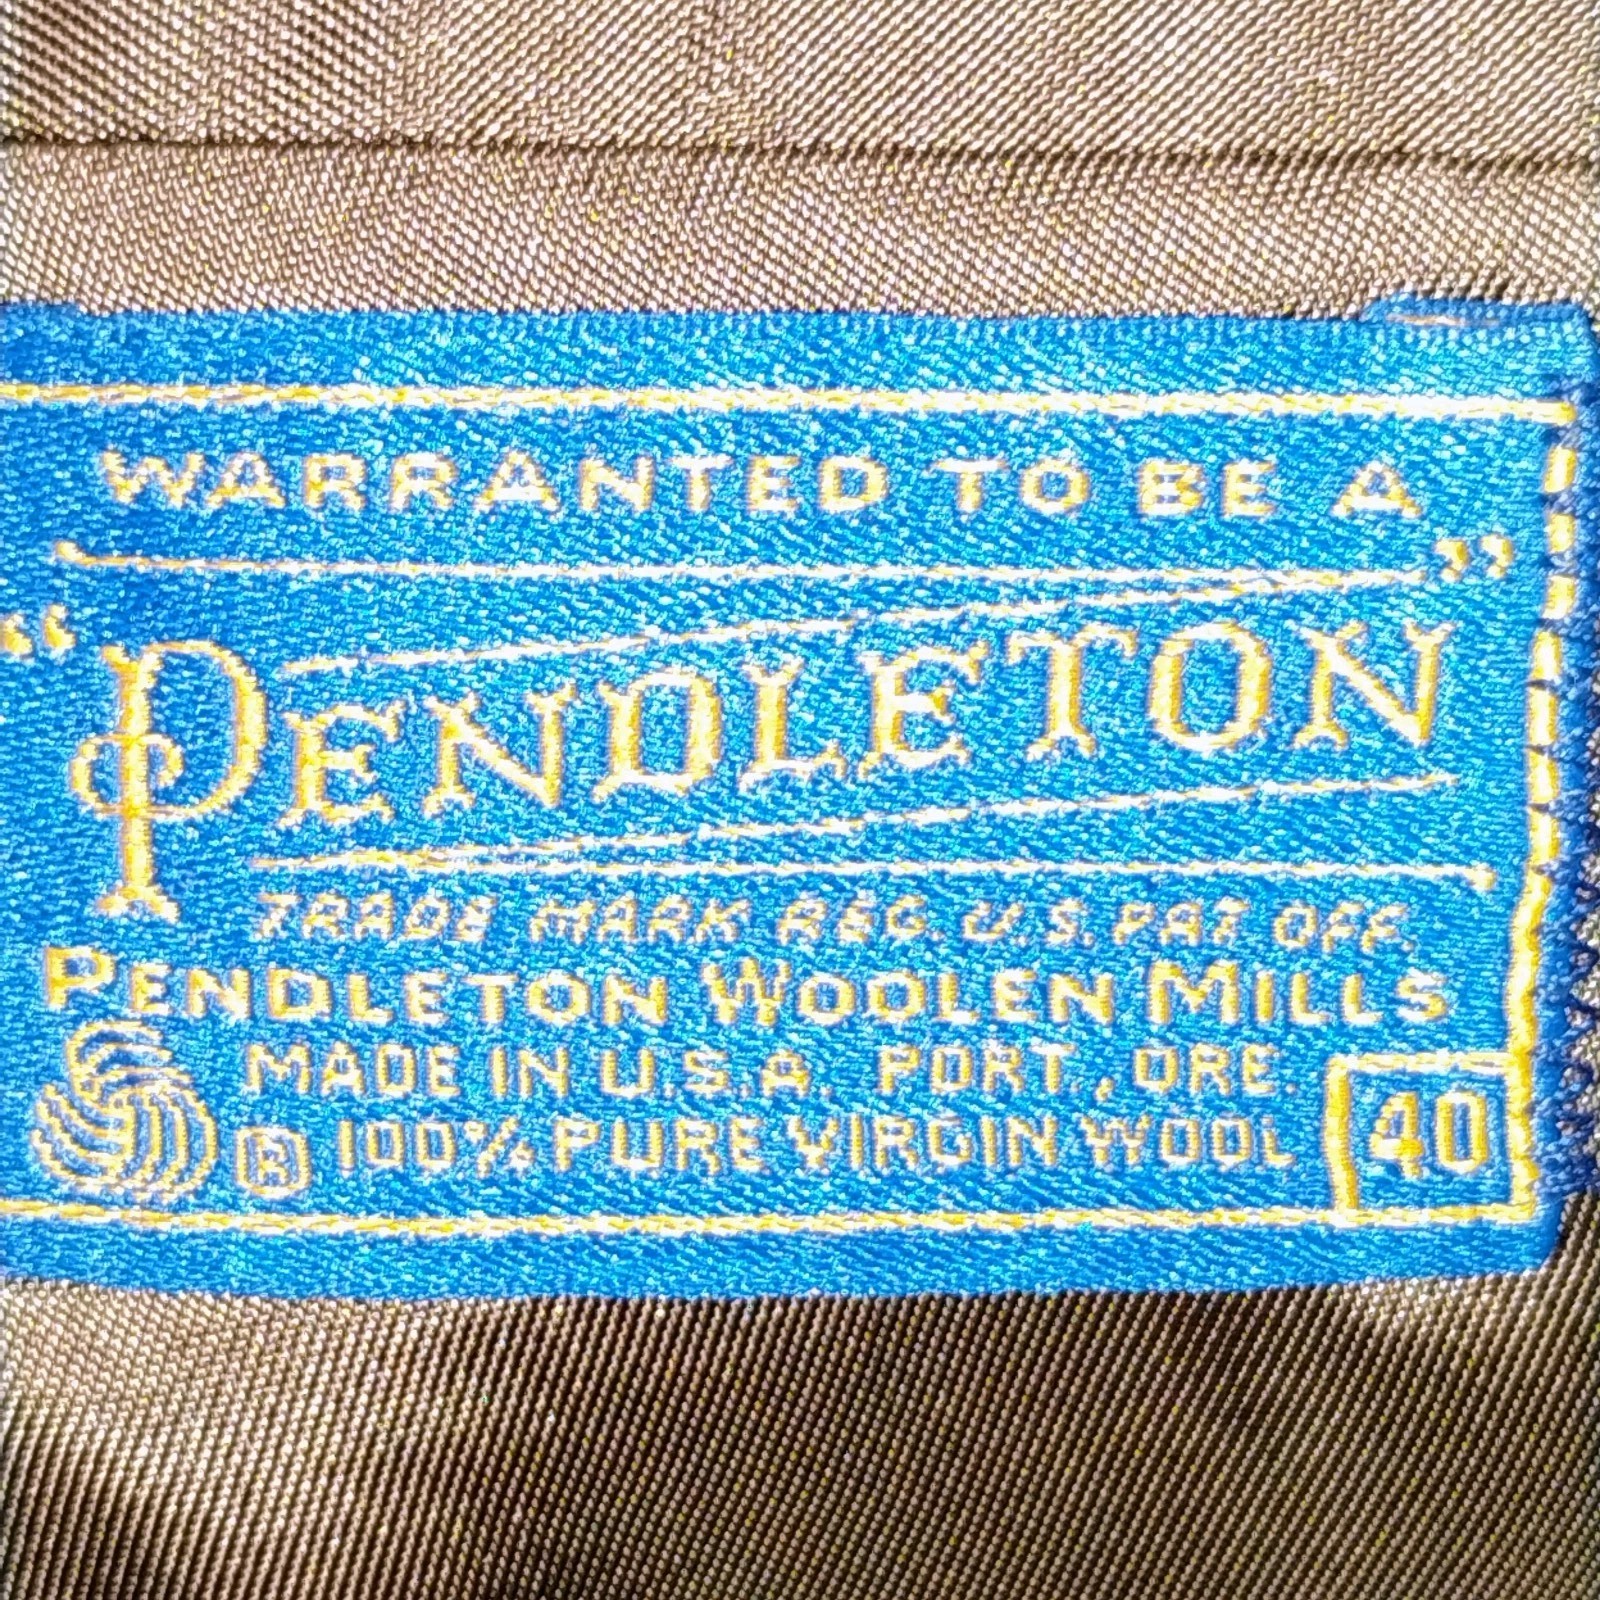 WARRANTED TO BE A
"PENDLETON"
TRADE MARK REG. U.S. PAT OFF.
PENDLETON WOOLEN MILLS
MADE IN U.S.A. PORT., ORE.
® 100% PURE VIRGIN WOOL
40